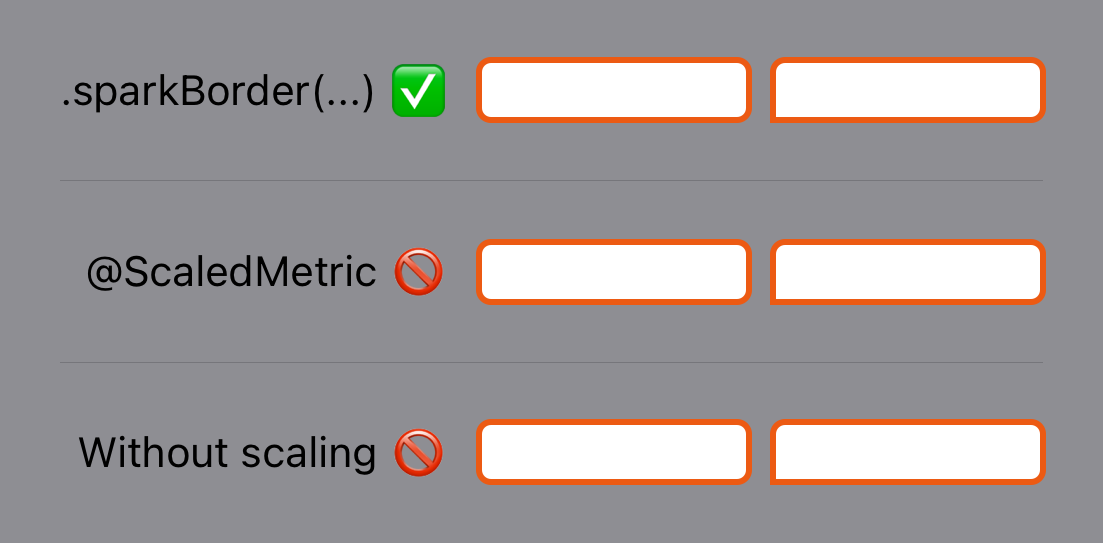 .sparkBorder(...) ✅
@ScaledMetric 🚫
Without scaling 🚫